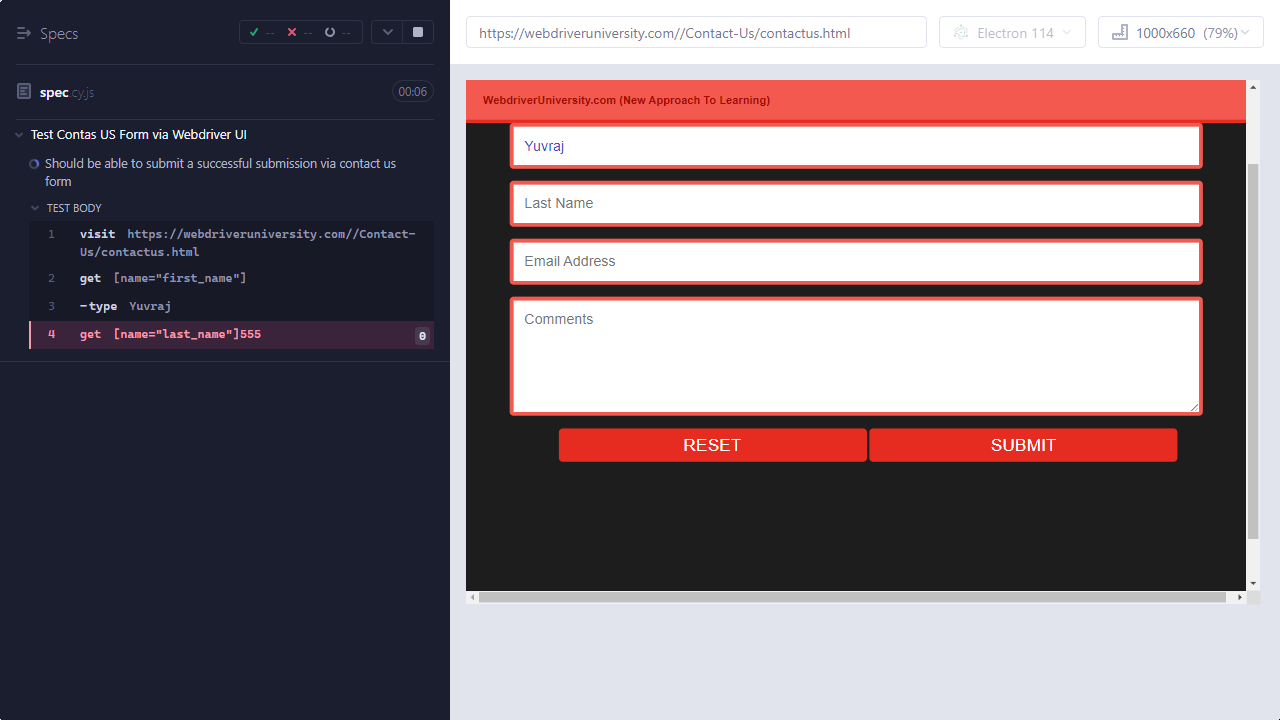 Specs
-- -- --
spec.cy.js
00:06
Test Contas US Form via Webdriver UI
Should be able to submit a successful submission via contact us
form
TEST BODY
1 visit https://webdriveruniversity.com//Contact-
Us/contactus.html
2 get [name="first_name"]
3 -type Yuvraj
4 get [name="last_name"]555 0
https://webdriveruniversity.com//Contact-Us/contactus.html
Electron 114
1000x660 (79%)
WebdriverUniversity.com (New Approach To Learning)
Yuvraj
Last Name
Email Address
Comments
RESET SUBMIT